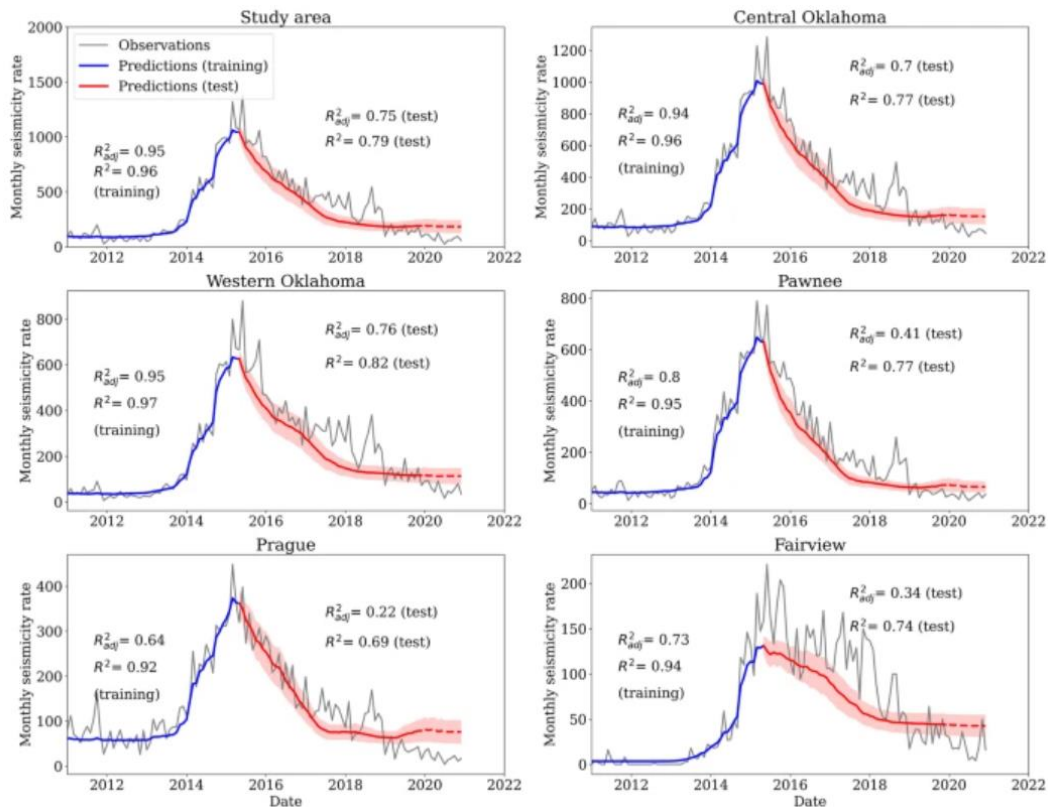 Study area
Monthly seismicity rate
2000
1500
1000
500
0
Observations
Predictions (training)
Predictions (test)
R²adj= 0.95
R² = 0.96
(training)
R²adj= 0.75 (test)
R² = 0.79 (test)
2012 2014 2016 2018 2020 2022
Central Oklahoma
Monthly seismicity rate
1200
1000
800
600
400
200
0
R²adj= 0.94
R² = 0.96
(training)
R²adj= 0.7 (test)
R² = 0.77 (test)
2012 2014 2016 2018 2020 2022
Western Oklahoma
Monthly seismicity rate
800
600
400
200
0
R²adj= 0.95
R² = 0.97
(training)
R²adj= 0.76 (test)
R² = 0.82 (test)
2012 2014 2016 2018 2020 2022
Pawnee
Monthly seismicity rate
800
600
400
200
0
R²adj= 0.8
R² = 0.95
(training)
R²adj= 0.41 (test)
R² = 0.77 (test)
2012 2014 2016 2018 2020 2022
Prague
Monthly seismicity rate
400
300
200
100
0
R²adj= 0.64
R² = 0.92
(training)
R²adj= 0.22 (test)
R² = 0.69 (test)
2012 2014 2016 2018 2020 2022
Date
Fairview
Monthly seismicity rate
200
150
100
50
0
R²adj= 0.73
R² = 0.94
(training)
R²adj= 0.34 (test)
R² = 0.74 (test)
2012 2014 2016 2018 2020 2022
Date